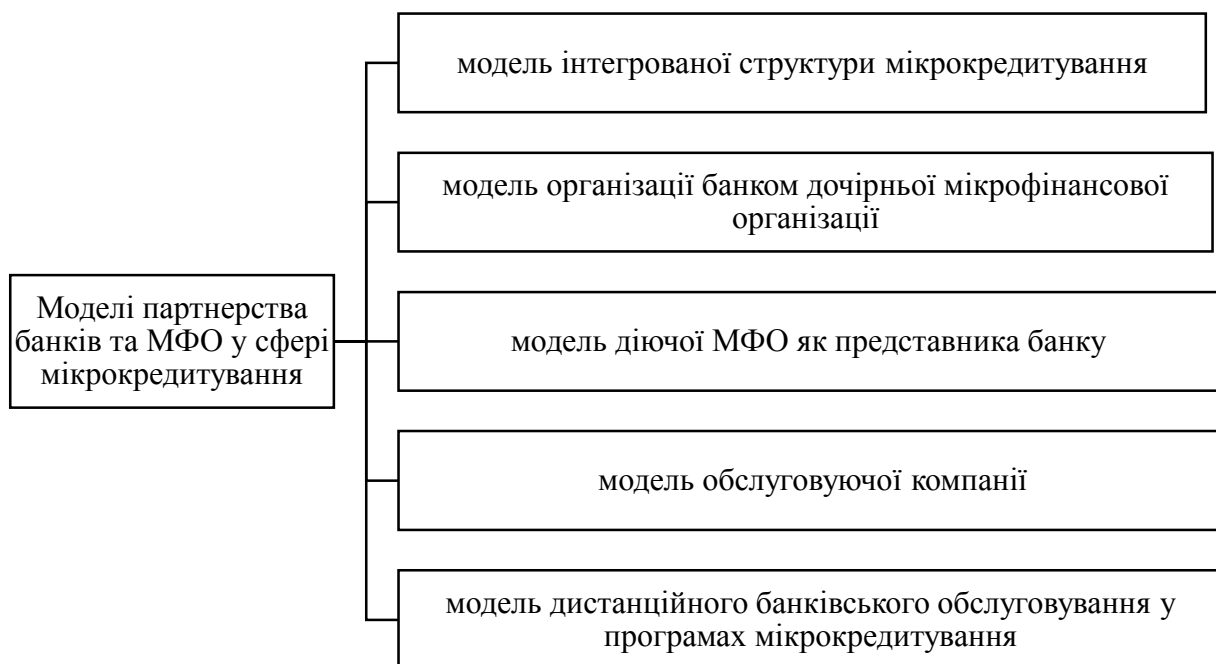 модель інтегрованої структури мікрокредитування
модель організації банком дочірньої мікрофінансової
організації
Моделі партнерства
банків та МФО у сфері
мікрокредитування
модель діючої МФО як представника банку
модель обслуговуючої компанії
модель дистанційного банківського обслуговування у
програмах мікрокредитування